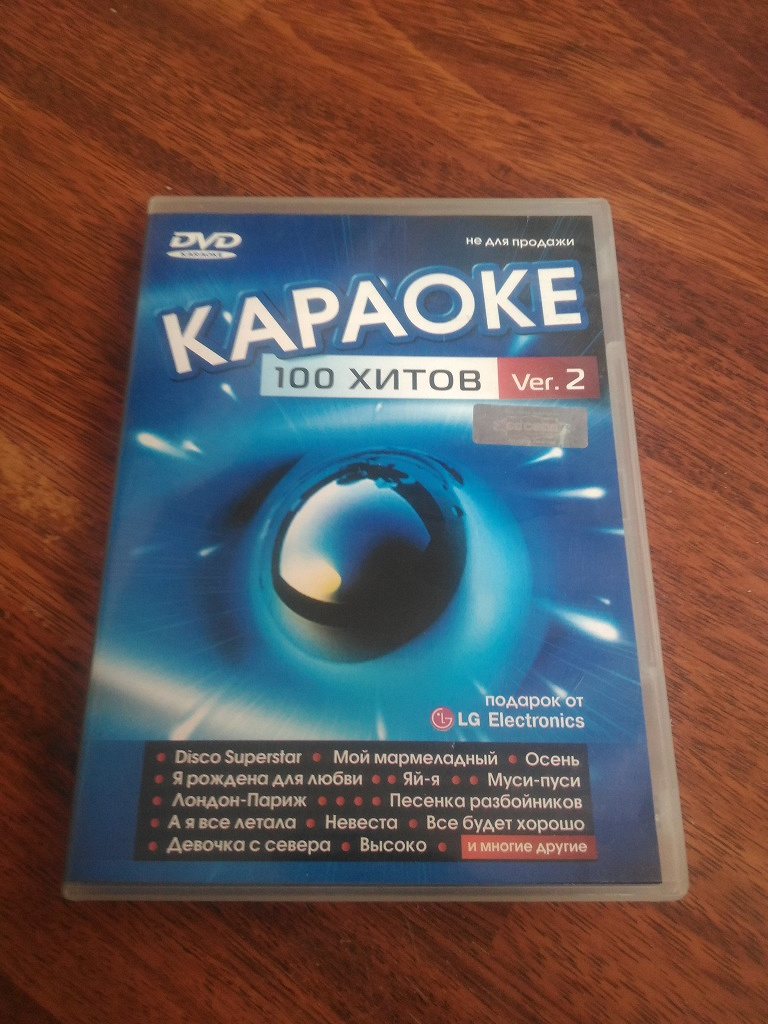 DVD
KARAOKE
не для продажи
КАРАОКЕ
100 ХИТОВ Ver. 2
подарок от
LG Electronics
• Disco Superstar • Мой мармеладный • Осень
• Я рождена для любви • • Яй-я • • Муси-пуси
• Лондон-Париж • • • • Песенка разбойников
• А я все летала • Невеста • Все будет хорошо
• Девочка с севера • Высоко • и многие другие